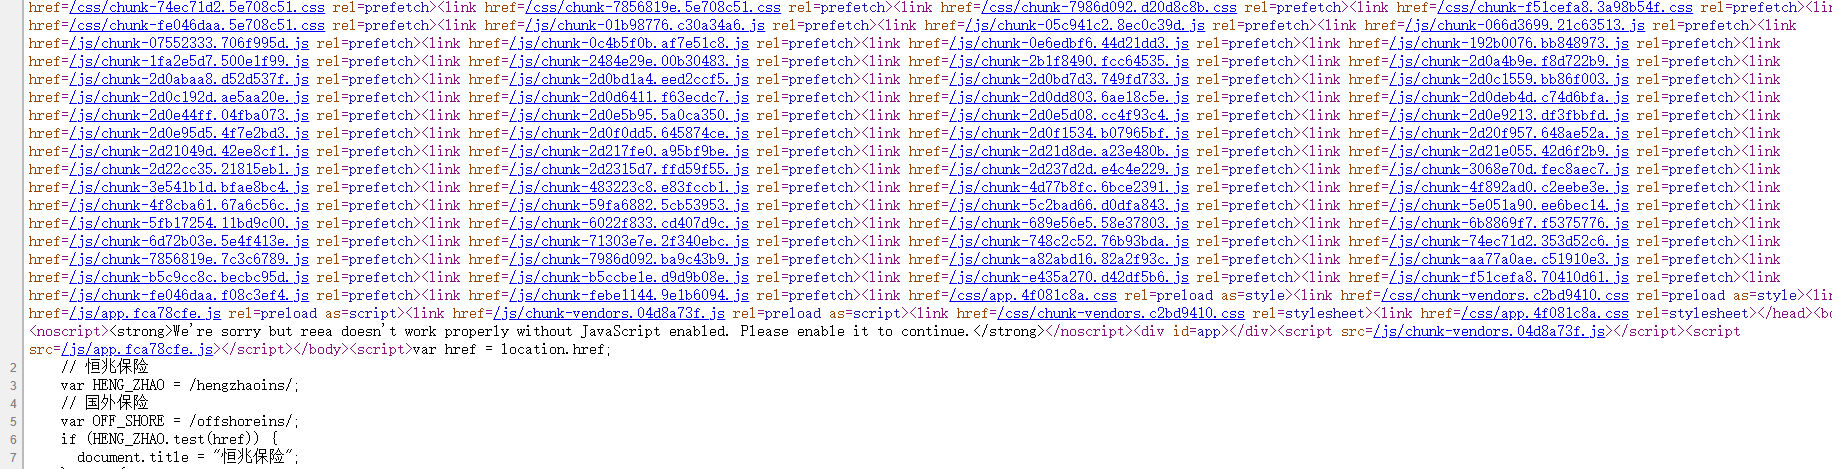 href=/css/chunk-74ec71d2.5e708c51.css rel=prefetch><link href=/css/chunk-7856819e.5e708c51.css rel=prefetch><link href=/css/chunk-7986d092.d20d8c8b.css rel=prefetch><link href=/css/chunk-f51cefa8.3a98b54f.css rel=prefetch><lin
href=/css/chunk-fe046daa.5e708c51.css rel=prefetch><link href=/js/chunk-01b98776.c30a34a6.js rel=prefetch><link href=/js/chunk-05c941c2.8ec0c39d.js rel=prefetch><link href=/js/chunk-066d3699.21c63513.js rel=prefetch><link
href=/js/chunk-07552333.706f995d.js rel=prefetch><link href=/js/chunk-0c4b5f0b.af7e51c8.js rel=prefetch><link href=/js/chunk-0e6edbf6.44d21dd3.js rel=prefetch><link href=/js/chunk-192b0076.bb848973.js rel=prefetch><link
href=/js/chunk-1fa2e5d7.500e1f99.js rel=prefetch><link href=/js/chunk-2484e29e.00b30483.js rel=prefetch><link href=/js/chunk-2b1f8490.fcc64535.js rel=prefetch><link href=/js/chunk-2d0a4b9e.f8d722b9.js rel=prefetch><link
href=/js/chunk-2d0abaa8.d52d537f.js rel=prefetch><link href=/js/chunk-2d0bd1a4.eed2ccf5.js rel=prefetch><link href=/js/chunk-2d0bd7d3.749fd733.js rel=prefetch><link href=/js/chunk-2d0c1559.bb86f003.js rel=prefetch><link
href=/js/chunk-2d0c192d.ae5aa20e.js rel=prefetch><link href=/js/chunk-2d0d6411.f63ecdc7.js rel=prefetch><link href=/js/chunk-2d0dd803.6ae18c5e.js rel=prefetch><link href=/js/chunk-2d0deb4d.c74d6bfa.js rel=prefetch><link
href=/js/chunk-2d0e44ff.04fba073.js rel=prefetch><link href=/js/chunk-2d0e5b95.5a0ca350.js rel=prefetch><link href=/js/chunk-2d0e5d08.cc4f93c4.js rel=prefetch><link href=/js/chunk-2d0e9213.df3fbbfd.js rel=prefetch><link
href=/js/chunk-2d0e95d5.4f7e2bd3.js rel=prefetch><link href=/js/chunk-2d0f0dd5.645874ce.js rel=prefetch><link href=/js/chunk-2d0f1534.b07965bf.js rel=prefetch><link href=/js/chunk-2d20f957.648ae52a.js rel=prefetch><link
href=/js/chunk-2d21049d.42ee8cf1.js rel=prefetch><link href=/js/chunk-2d217fe0.a95bf9be.js rel=prefetch><link href=/js/chunk-2d21d8de.a23e480b.js rel=prefetch><link href=/js/chunk-2d21e055.42d6f2b9.js rel=prefetch><link
href=/js/chunk-2d22cc35.21815eb1.js rel=prefetch><link href=/js/chunk-2d2315d7.ffd59f55.js rel=prefetch><link href=/js/chunk-2d237d2d.e4c4e229.js rel=prefetch><link href=/js/chunk-3068e70d.fec8aec7.js rel=prefetch><link
href=/js/chunk-3e541b1d.bfae8bc4.js rel=prefetch><link href=/js/chunk-483223c8.e83fccb1.js rel=prefetch><link href=/js/chunk-4d77b8fc.6bce2391.js rel=prefetch><link href=/js/chunk-4f892ad0.c2eebe3e.js rel=prefetch><link
href=/js/chunk-4f8cba61.67a6c56c.js rel=prefetch><link href=/js/chunk-59fa6882.5cb53953.js rel=prefetch><link href=/js/chunk-5c2bad66.d0dfa843.js rel=prefetch><link href=/js/chunk-5e051a90.ee6bec14.js rel=prefetch><link
href=/js/chunk-5fb17254.11bd9c00.js rel=prefetch><link href=/js/chunk-6022f833.cd407d9c.js rel=prefetch><link href=/js/chunk-689e56e5.58e37803.js rel=prefetch><link href=/js/chunk-6b8869f7.f5375776.js rel=prefetch><link
href=/js/chunk-6d72b03e.5e4f413e.js rel=prefetch><link href=/js/chunk-71303e7e.2f340ebc.js rel=prefetch><link href=/js/chunk-748c2c52.76b93bda.js rel=prefetch><link href=/js/chunk-74ec71d2.353d52c6.js rel=prefetch><link
href=/js/chunk-7856819e.7c3c6789.js rel=prefetch><link href=/js/chunk-7986d092.ba9c43b9.js rel=prefetch><link href=/js/chunk-a82abd16.82a2f93c.js rel=prefetch><link href=/js/chunk-aa77a0ae.c51910e3.js rel=prefetch><link
href=/js/chunk-b5c9cc8c.becbc95d.js rel=prefetch><link href=/js/chunk-b5ccbe1e.d9d9b08e.js rel=prefetch><link href=/js/chunk-e435a270.d42df5b6.js rel=prefetch><link href=/js/chunk-f51cefa8.70410d61.js rel=prefetch><link
href=/js/chunk-fe046daa.f08c3ef4.js rel=prefetch><link href=/js/chunk-febe1144.9e1b6094.js rel=prefetch><link href=/css/app.4f081c8a.css rel=preload as=style><link href=/css/chunk-vendors.c2bd9410.css rel=preload as=style><lin
href=/js/app.fca78cfe.js rel=preload as=script><link href=/js/chunk-vendors.04d8a73f.js rel=preload as=script><link href=/css/chunk-vendors.c2bd9410.css rel=stylesheet><link href=/css/app.4f081c8a.css rel=stylesheet></head><bo
<noscript><strong>We're sorry but reea doesn't work properly without JavaScript enabled. Please enable it to continue.</strong></noscript><div id=app></div><script src=/js/chunk-vendors.04d8a73f.js></script><script
src=/js/app.fca78cfe.js></script></body><script>var href = location.href;
2 // 恒兆保险
3 var HENG_ZHAO = /hengzhaoins/;
4 // 国外保险
5 var OFF_SHORE = /offshoreins/;
6 if (HENG_ZHAO.test(href)) {
7 document.title = "恒兆保险";